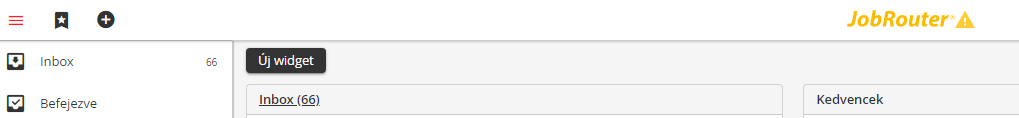 JobRouter®
Inbox 66
Új widget
Befejezve
Inbox (66)
Kedvencek